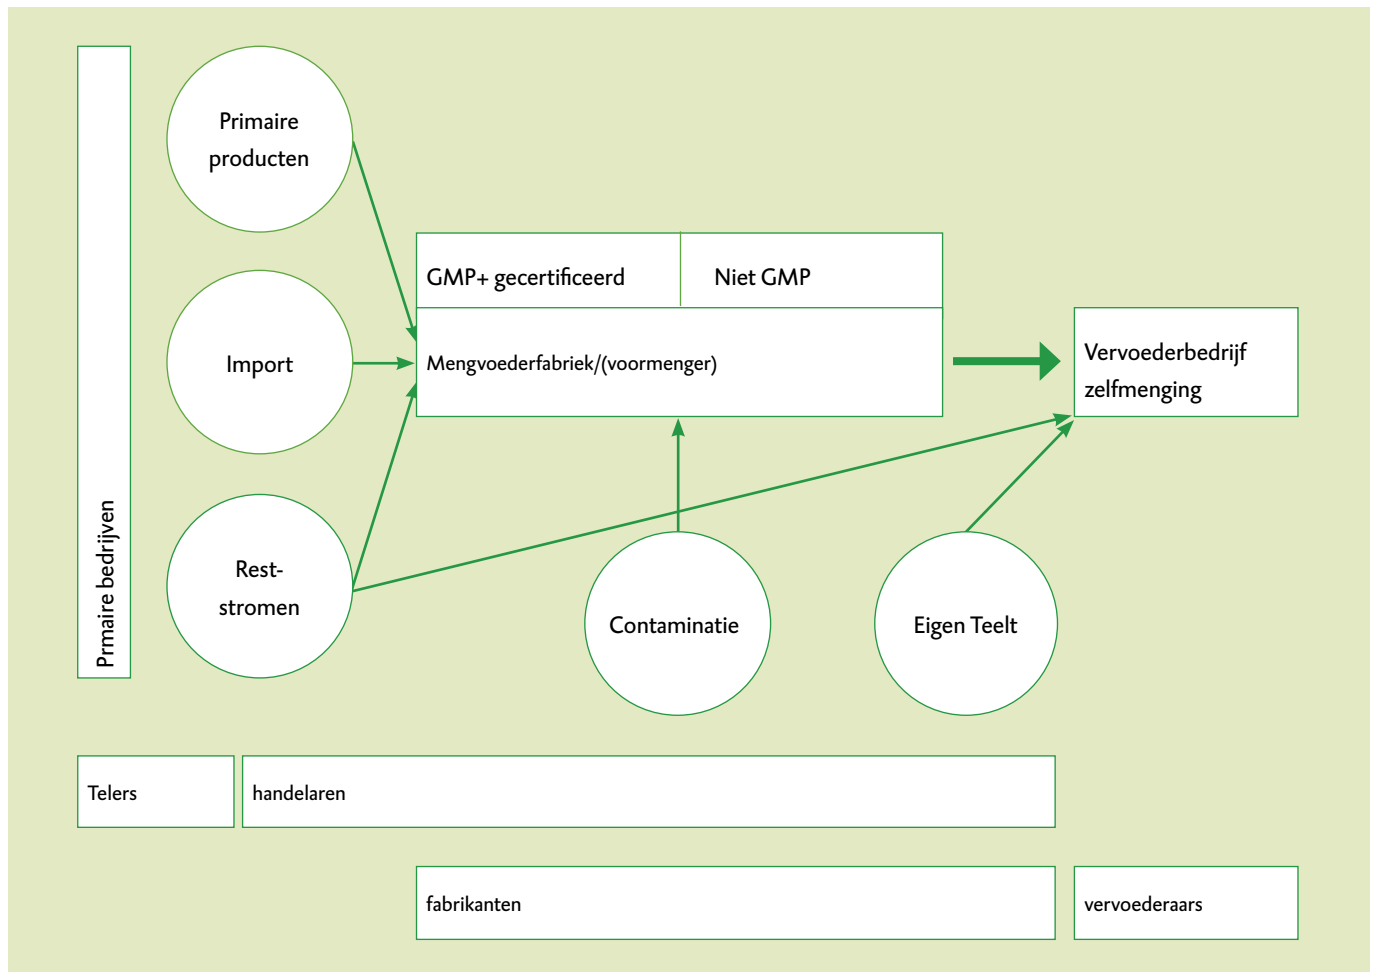 Primaire
producten
GMP+ gecertificeerd
Niet GMP
Import
Mengvoederfabriek/(voormenger)
Vervoederbedrijf
zelfmenging
Prmaire bedrijven
Rest-
stromen
Contaminatie
Eigen Teelt
Telers
handelaren
fabrikanten
vervoederaars